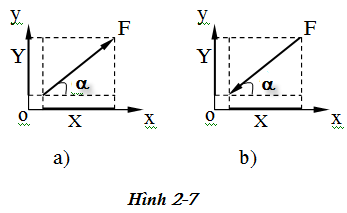 y F
Y α
o X x
a)
y F
Y α
o X x
b)
Hình 2-7